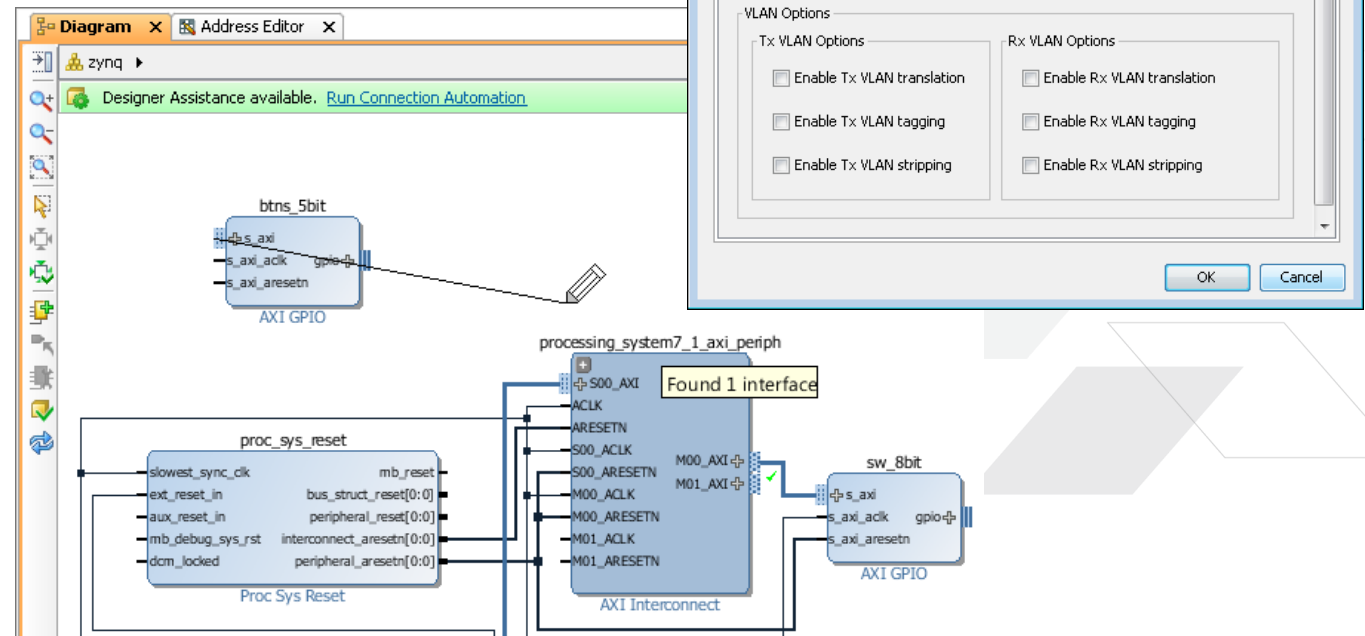 Diagram
Address Editor
zynq
Designer Assistance available. Run Connection Automation
VLAN Options
Tx VLAN Options
Rx VLAN Options
Enable Tx VLAN translation
Enable Rx VLAN translation
Enable Tx VLAN tagging
Enable Rx VLAN tagging
Enable Tx VLAN stripping
Enable Rx VLAN stripping
OK
Cancel
btns_5bit
s_axi
s_axi_aclk
gpio
s_axi_aresetn
AXI GPIO
processing_system7_1_axi_periph
Found 1 interface
S00_AXI
ACLK
ARESETN
S00_ACLK
S00_ARESETN
M00_ACLK
M00_ARESETN
M01_ACLK
M01_ARESETN
M00_AXI
M01_AXI
AXI Interconnect
proc_sys_reset
slowest_sync_clk
mb_reset
ext_reset_in
bus_struct_reset[0:0]
aux_reset_in
peripheral_reset[0:0]
mb_debug_sys_rst
interconnect_aresetn[0:0]
dcm_locked
peripheral_aresetn[0:0]
Proc Sys Reset
sw_8bit
s_axi
s_axi_aclk
gpio
s_axi_aresetn
AXI GPIO